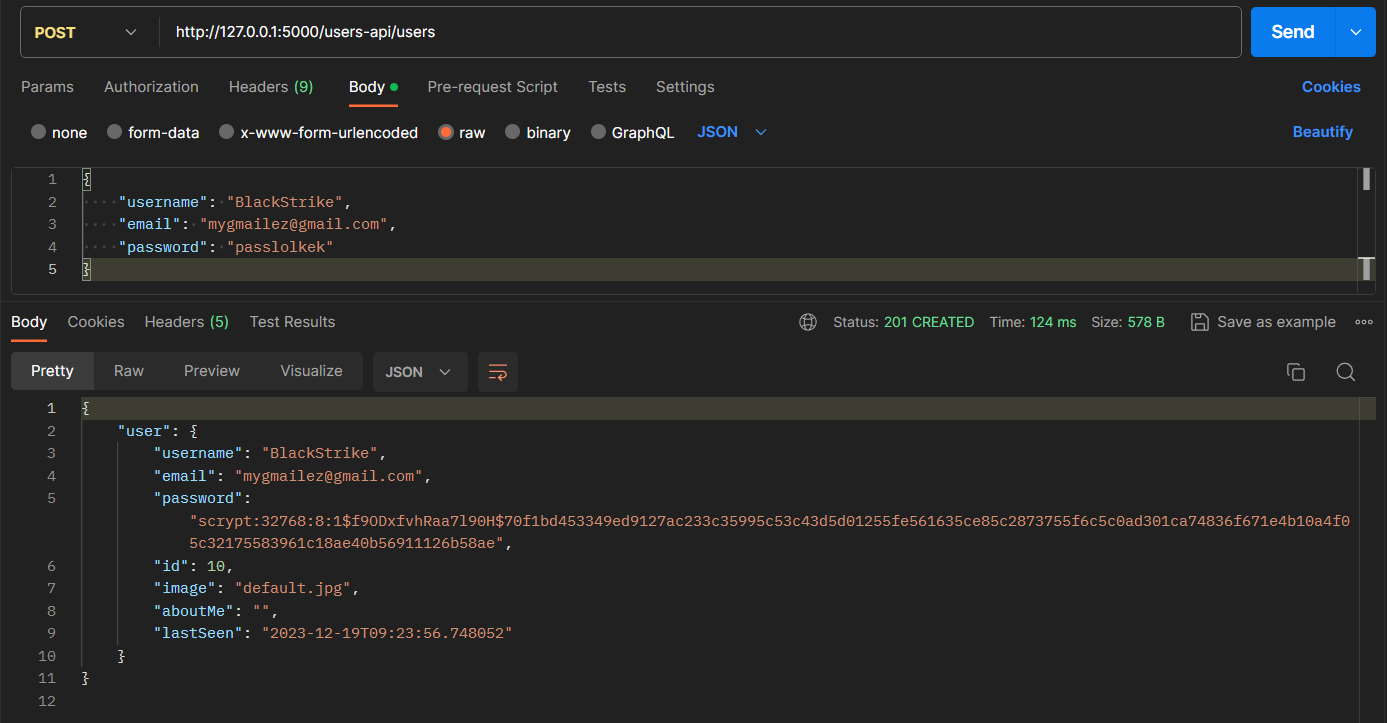 POST http://127.0.0.1:5000/users-api/users Send
Params Authorization Headers (9) Body Pre-request Script Tests Settings Cookies
none form-data x-www-form-urlencoded raw binary GraphQL JSON Beautify
1 {
2 "username": "BlackStrike",
3 "email": "mygmailez@gmail.com",
4 "password": "passlolkek"
5 }
Body Cookies Headers (5) Test Results Status: 201 CREATED Time: 124 ms Size: 578 B Save as example
Pretty Raw Preview Visualize JSON
1 {
2 "user": {
3 "username": "BlackStrike",
4 "email": "mygmailez@gmail.com",
5 "password":
"scrypt:32768:8:1$f9ODxfvhRaa7l90H$70f1bd453349ed9127ac233c35995c53c43d5d01255fe561635ce85c2873755f6c5c0ad301ca74836f671e4b10a4f0
5c32175583961c18ae40b56911126b58ae",
6 "id": 10,
7 "image": "default.jpg",
8 "aboutMe": "",
9 "lastSeen": "2023-12-19T09:23:56.748052"
10 }
11 }
12